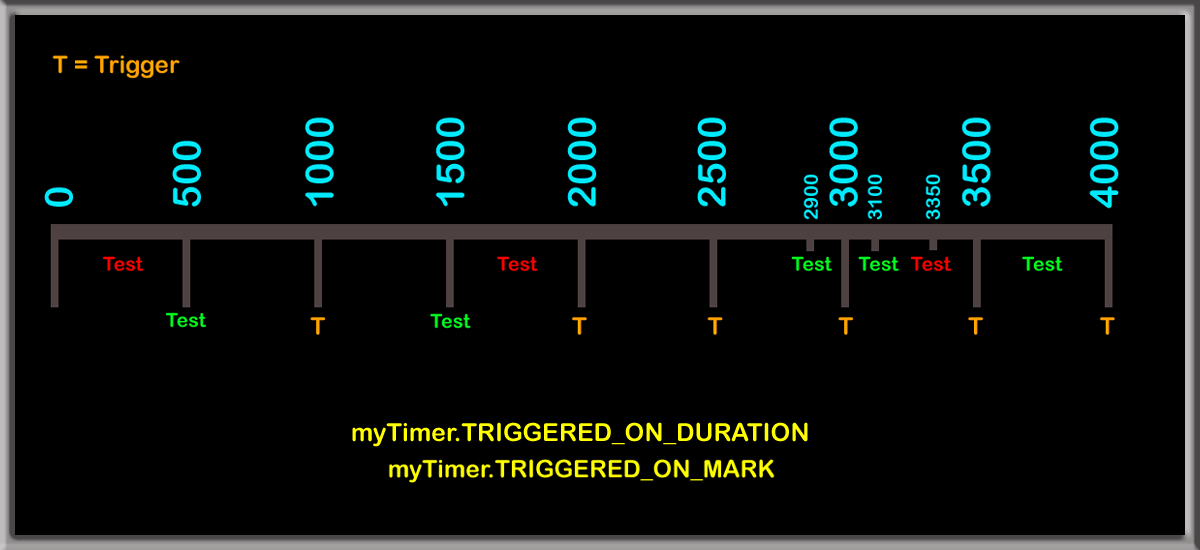 T = Trigger
0 500 1000 1500 2000 2500 2900 3000 3100 3350 3500 4000
Test Test Test Test Test Test
Test T Test T T T T T
myTimer.TRIGGERED_ON_DURATION
myTimer.TRIGGERED_ON_MARK